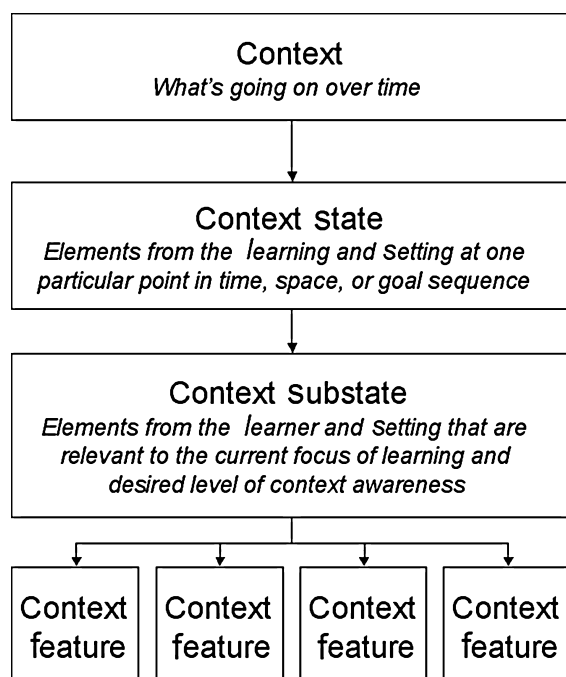 Context
What's going on over time
Context state
Elements from the learning and setting at one
particular point in time, space, or goal sequence
Context substate
Elements from the learner and setting that are
relevant to the current focus of learning and
desired level of context awareness
Context Context Context Context
feature feature feature feature